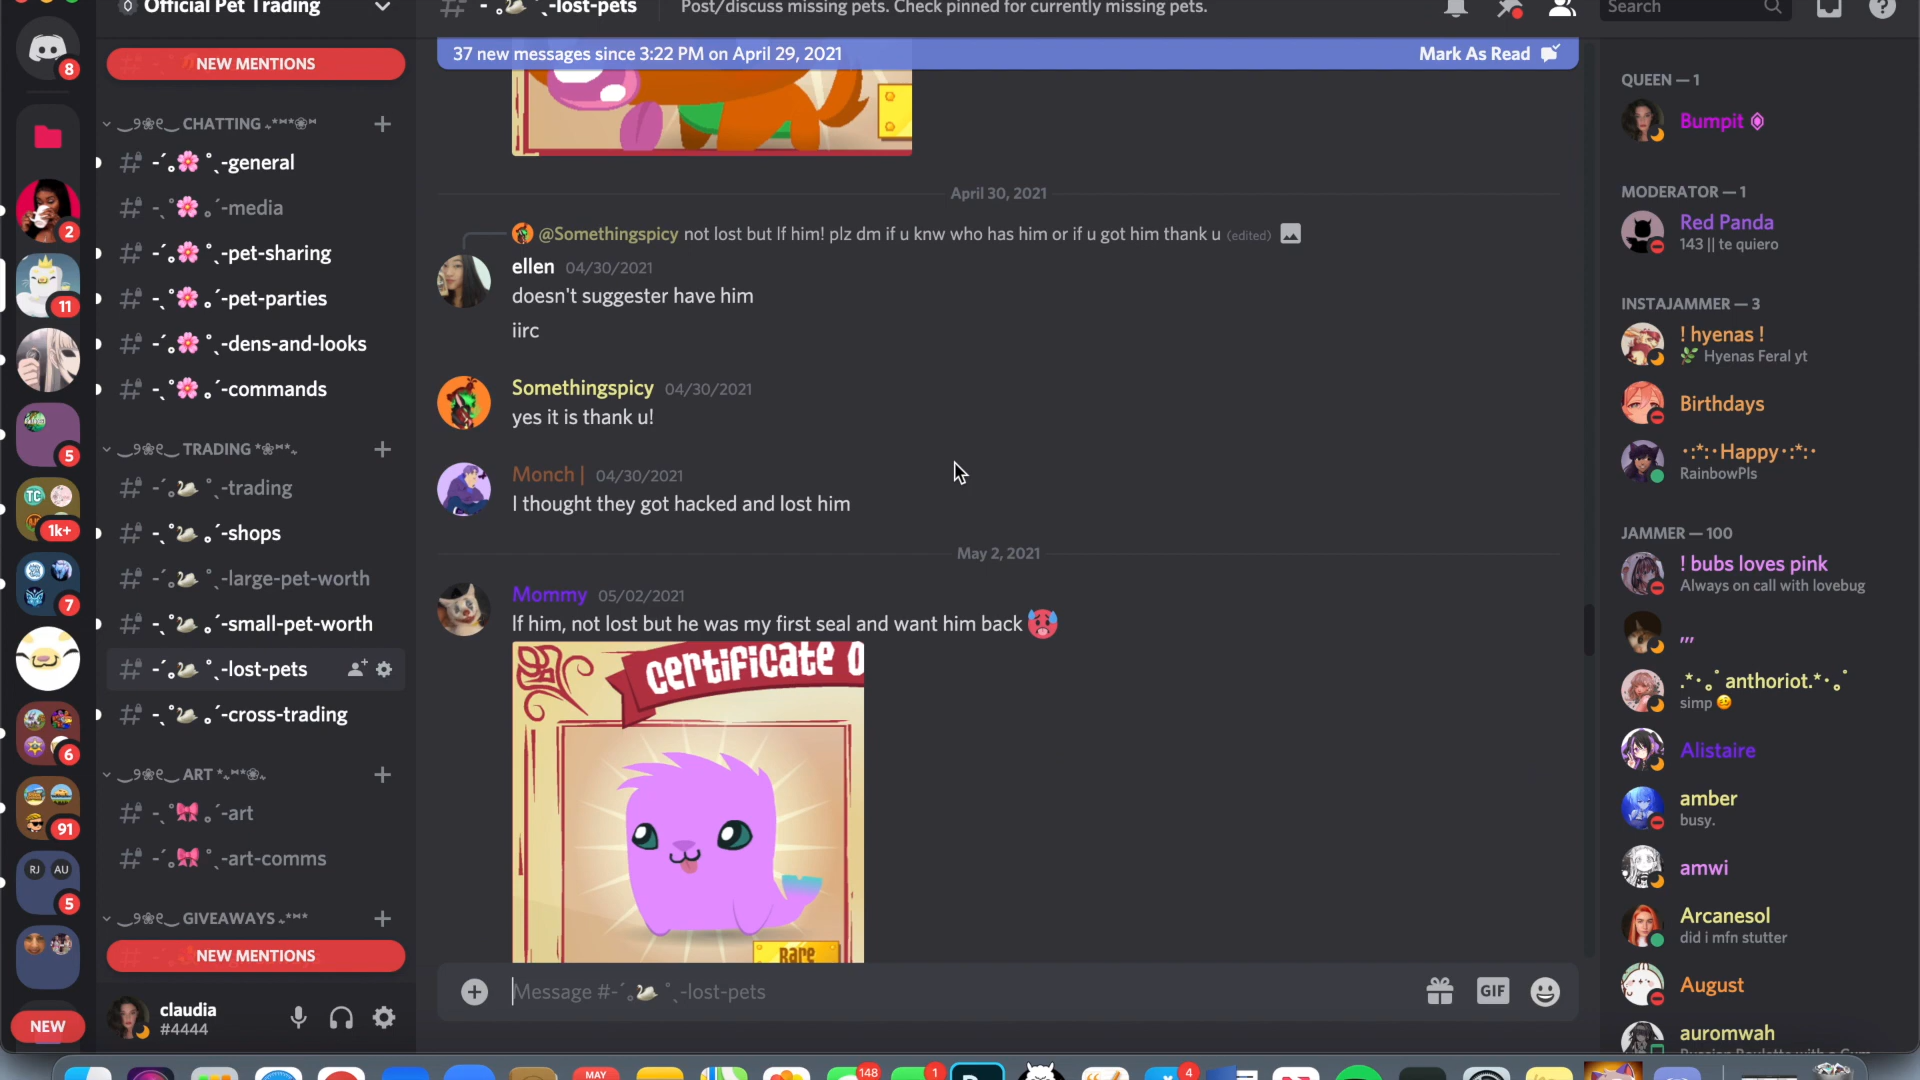 Official Pet Trading
8
NEW MENTIONS
CHATTING
-general
-media
-pet-sharing
-pet-parties
-dens-and-looks
-commands
TRADING
-trading
-shops
-large-pet-worth
-small-pet-worth
-lost-pets
-cross-trading
ART
-art
-art-comms
GIVEAWAYS
NEW MENTIONS
claudia
#4444
2
11
5
TC
1k+
7
6
91
RJ AU
5
NEW
-lost-pets
Post/discuss missing pets. Check pinned for currently missing pets.
Search
37 new messages since 3:22 PM on April 29, 2021
Mark As Read
April 30, 2021
@Somethingspicy not lost but If him! plz dm if u knw who has him or if u got him thank u (edited)
ellen 04/30/2021
doesn't suggester have him
iirc
Somethingspicy 04/30/2021
yes it is thank u!
Monch | 04/30/2021
I thought they got hacked and lost him
May 2, 2021
Mommy 05/02/2021
If him, not lost but he was my first seal and want him back
certificate o
Rare
Message #-´˳🦢 ˚ˎ-lost-pets
GIF
QUEEN — 1
Bumpit
MODERATOR — 1
Red Panda
143 || te quiero
INSTAJAMMER — 3
! hyenas !
Hyenas Feral yt
Birthdays
Happy
RainbowPls
JAMMER — 100
! bubs loves pink
Always on call with lovebug
,,,
.*･｡ﾟanthoriot.*･｡ﾟ
simp
Alistaire
amber
busy.
amwi
Arcanesol
did i mfn stutter
August
auromwah
MAY
148
1
4